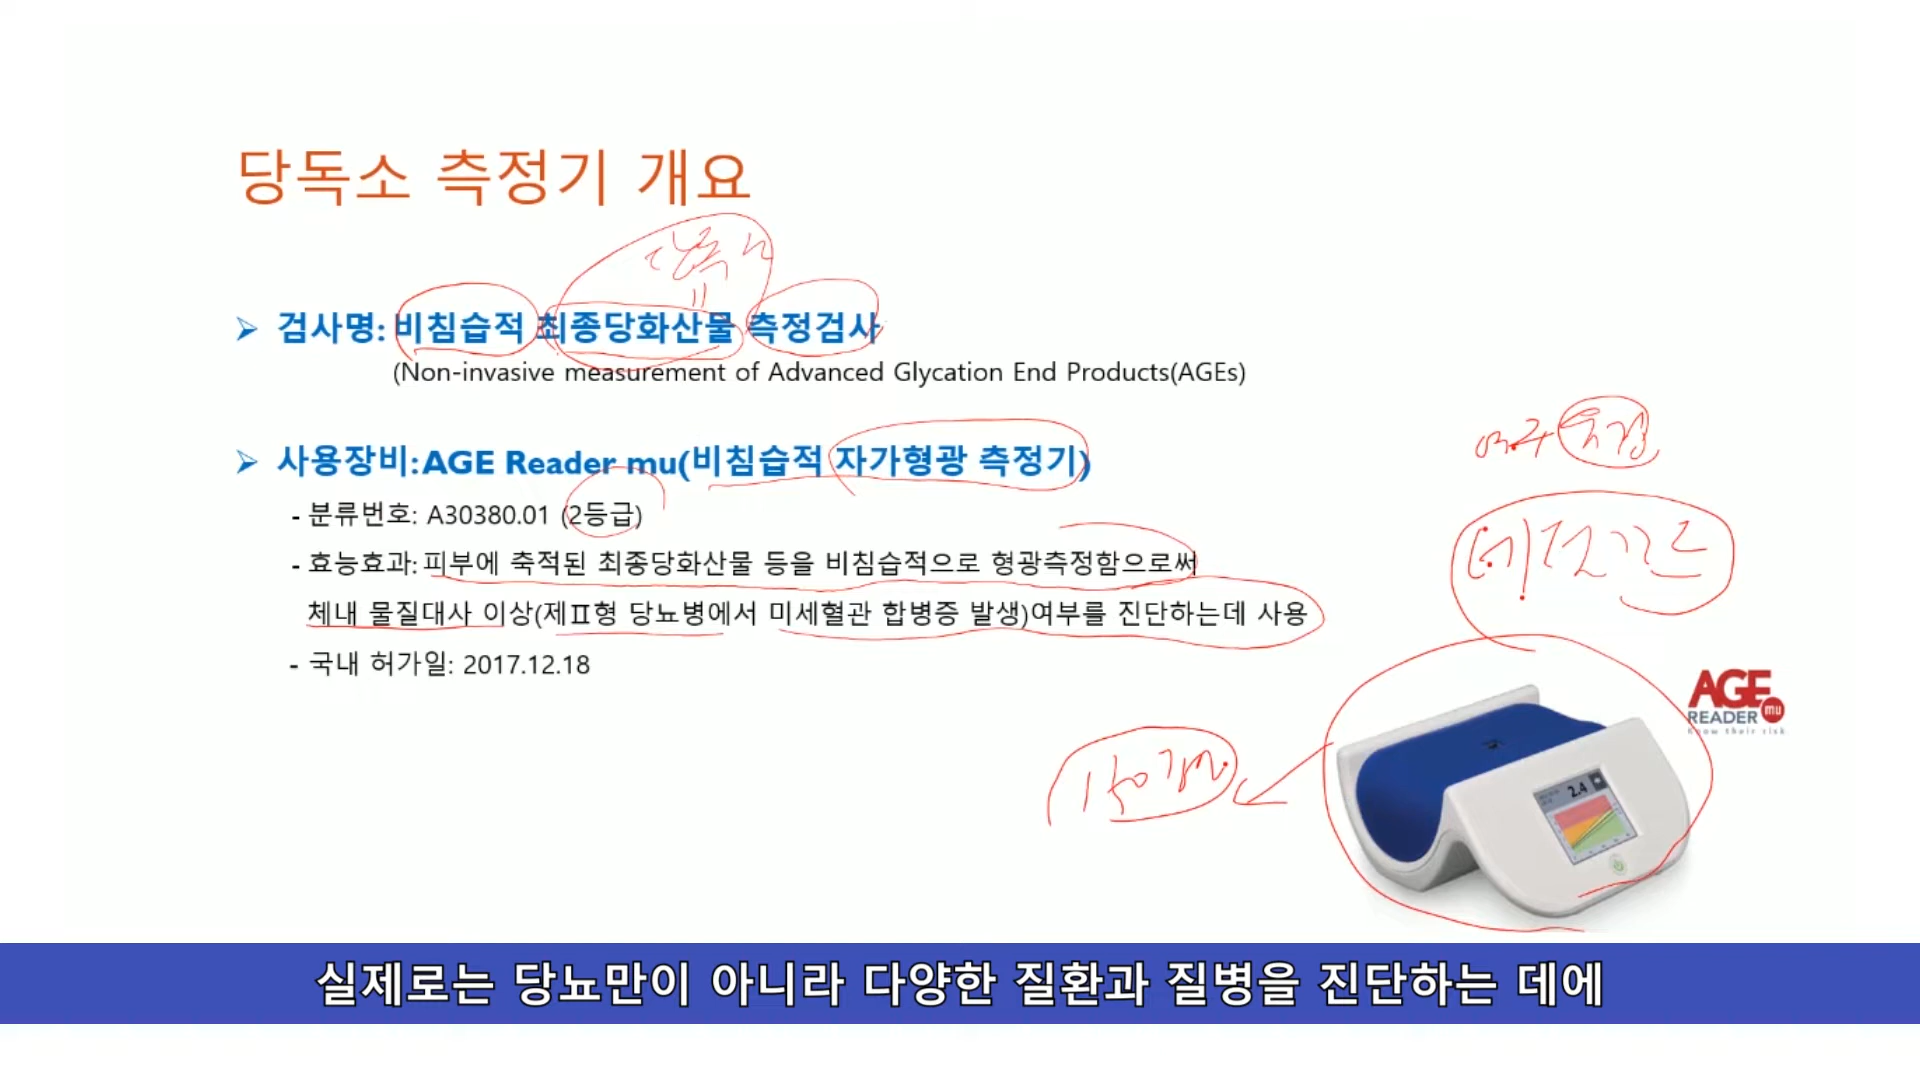 당독소 측정기 개요
당독소
➢ 검사명: 비침습적 최종당화산물 측정검사
(Non-invasive measurement of Advanced Glycation End Products(AGEs)
➢ 사용장비:AGE Reader mu(비침습적 자가형광 측정기)
- 분류번호: A30380.01 (2등급)
- 효능효과: 피부에 축적된 최종당화산물 등을 비침습적으로 형광측정함으로써
체내 물질대사 이상(제Ⅱ형 당뇨병에서 미세혈관 합병증 발생)여부를 진단하는데 사용
- 국내 허가일: 2017.12.18
AGE
READER mu
Know their risk
2.4
실제로는 당뇨만이 아니라 다양한 질환과 질병을 진단하는 데에